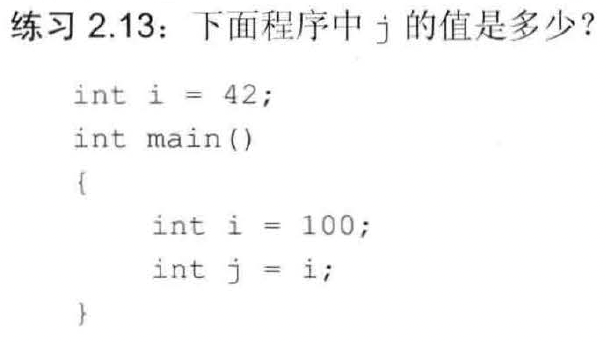 练习 2.13：下面程序中 j 的值是多少？
int i = 42;
int main()
{
int i = 100;
int j = i;
}